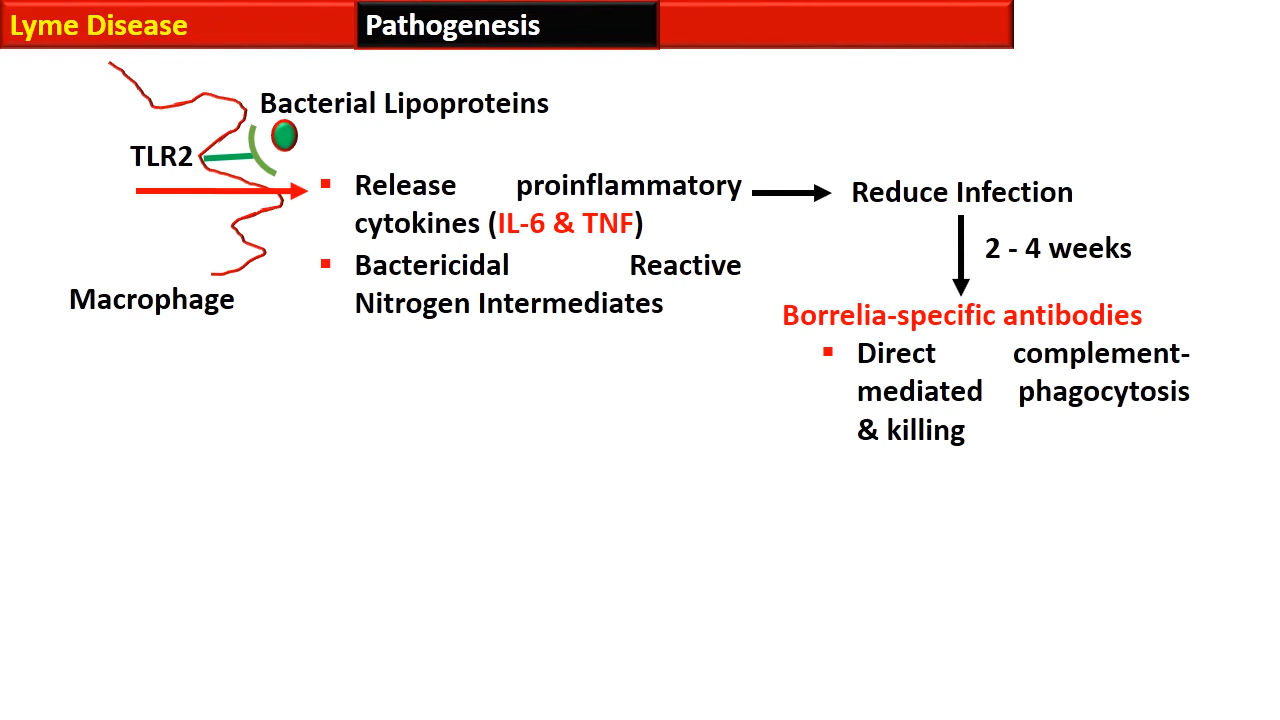 Lyme Disease
Pathogenesis
Bacterial Lipoproteins
TLR2
Macrophage
▪ Release proinflammatory
cytokines (IL-6 & TNF)
▪ Bactericidal Reactive
Nitrogen Intermediates
Reduce Infection
2 - 4 weeks
Borrelia-specific antibodies
▪ Direct complement-
mediated phagocytosis
& killing